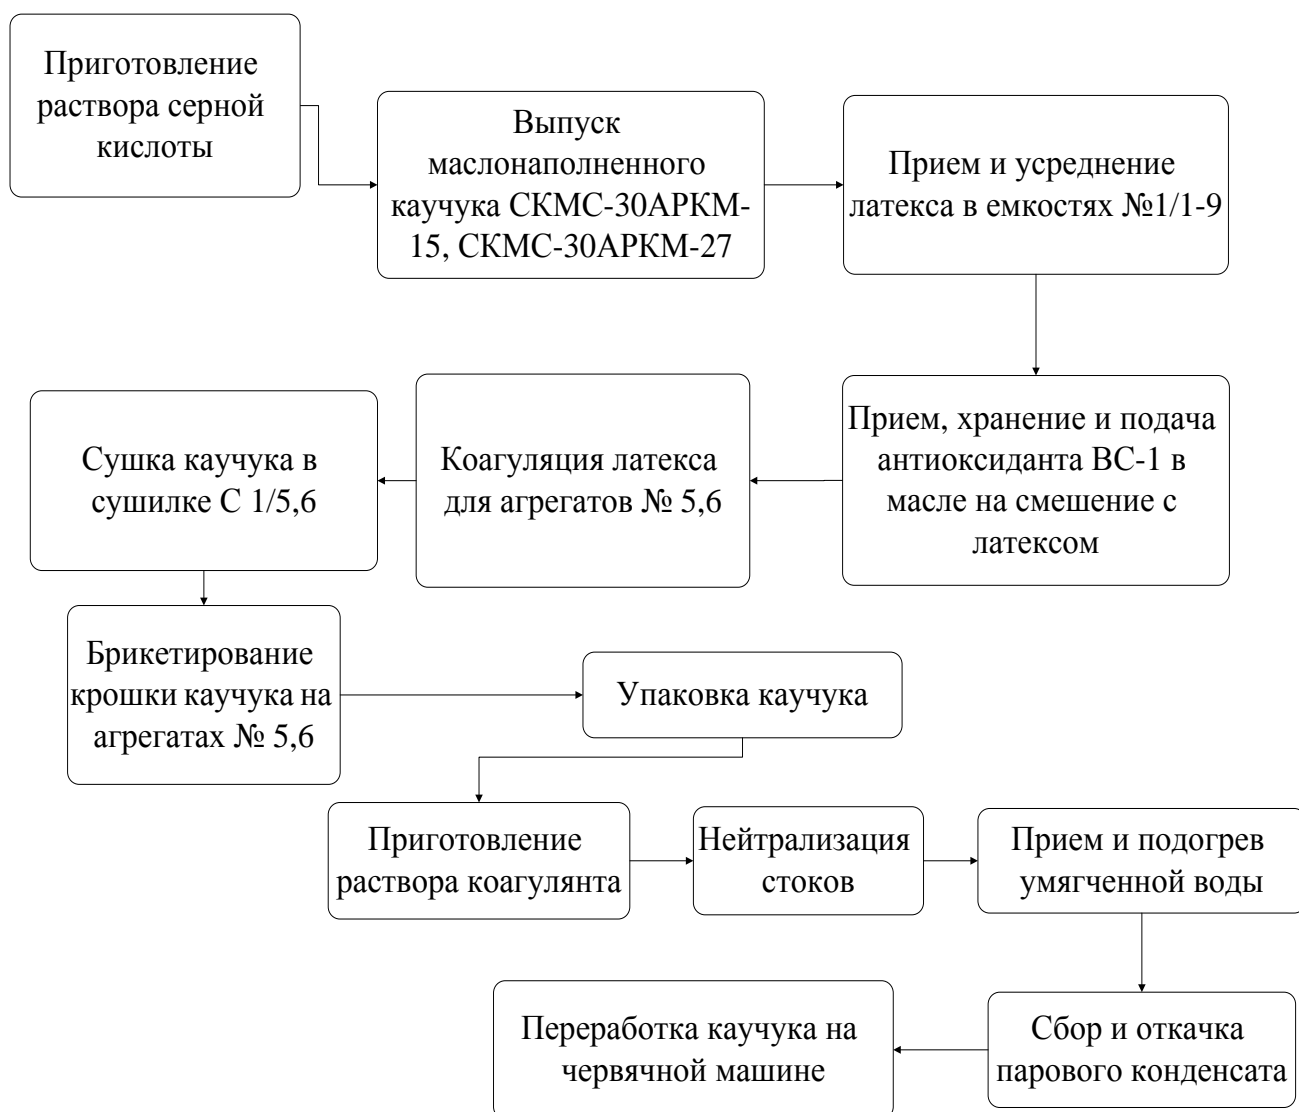 Приготовление
раствора серной
кислоты
Выпуск
маслонаполненного
каучука СКМС-30АРКМ-
15, СКМС-30АРКМ-27
Прием и усреднение
латекса в емкостях №1/1-9
Прием, хранение и подача
антиоксиданта ВС-1 в
масле на смешение с
латексом
Коагуляция латекса
для агрегатов № 5,6
Сушка каучука в
сушилке С 1/5,6
Брикетирование
крошки каучука на
агрегатах № 5,6
Упаковка каучука
Приготовление
раствора коагулянта
Нейтрализация
стоков
Прием и подогрев
умягченной воды
Сбор и откачка
парового конденсата
Переработка каучука на
червячной машине